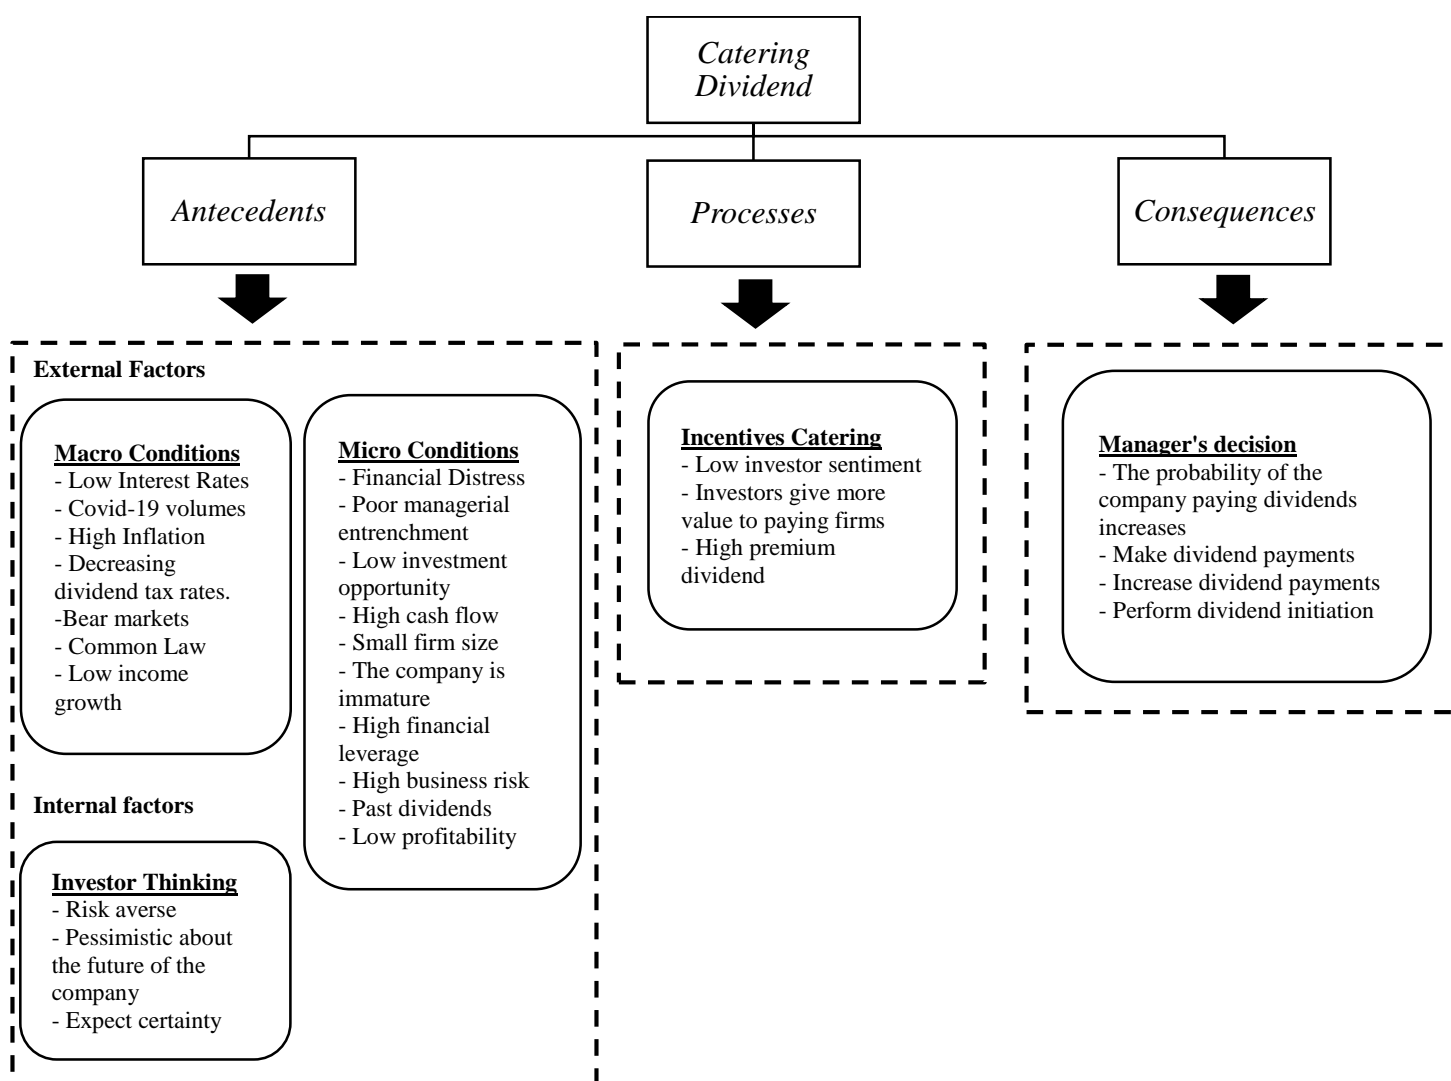 Catering
Dividend
Antecedents
Processes
Consequences
External Factors
Macro Conditions
- Low Interest Rates
- Covid-19 volumes
- High Inflation
- Decreasing
dividend tax rates.
-Bear markets
- Common Law
- Low income
growth
Micro Conditions
- Financial Distress
- Poor managerial
entrenchment
- Low investment
opportunity
- High cash flow
- Small firm size
- The company is
immature
- High financial
leverage
- High business risk
- Past dividends
- Low profitability
Internal factors
Investor Thinking
- Risk averse
- Pessimistic about
the future of the
company
- Expect certainty
Incentives Catering
- Low investor sentiment
- Investors give more
value to paying firms
- High premium
dividend
Manager's decision
- The probability of the
company paying dividends
increases
- Make dividend payments
- Increase dividend payments
- Perform dividend initiation